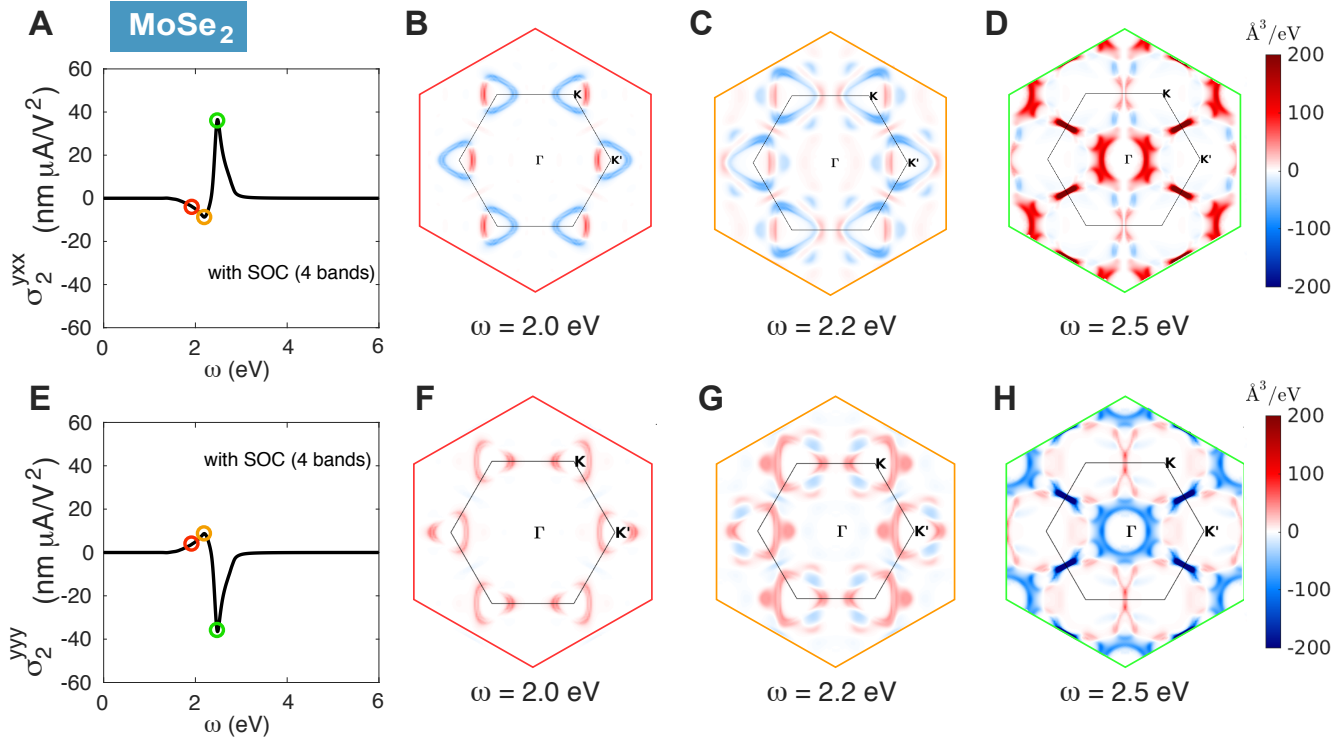 A
MoSe2
B
C
D
Å3/eV
60
40
20
0
-20
-40
-60
σ2yxx (nm μA/V2)
with SOC (4 bands)
0 2 4 6
ω (eV)
K
Γ
K'
ω = 2.0 eV
K
Γ
K'
ω = 2.2 eV
K
Γ
K'
ω = 2.5 eV
200
100
0
-100
-200
E
F
G
H
Å3/eV
60
40
20
0
-20
-40
-60
σ2yyy (nm μA/V2)
with SOC (4 bands)
0 2 4 6
ω (eV)
K
Γ
K'
ω = 2.0 eV
K
Γ
K'
ω = 2.2 eV
K
Γ
K'
ω = 2.5 eV
200
100
0
-100
-200